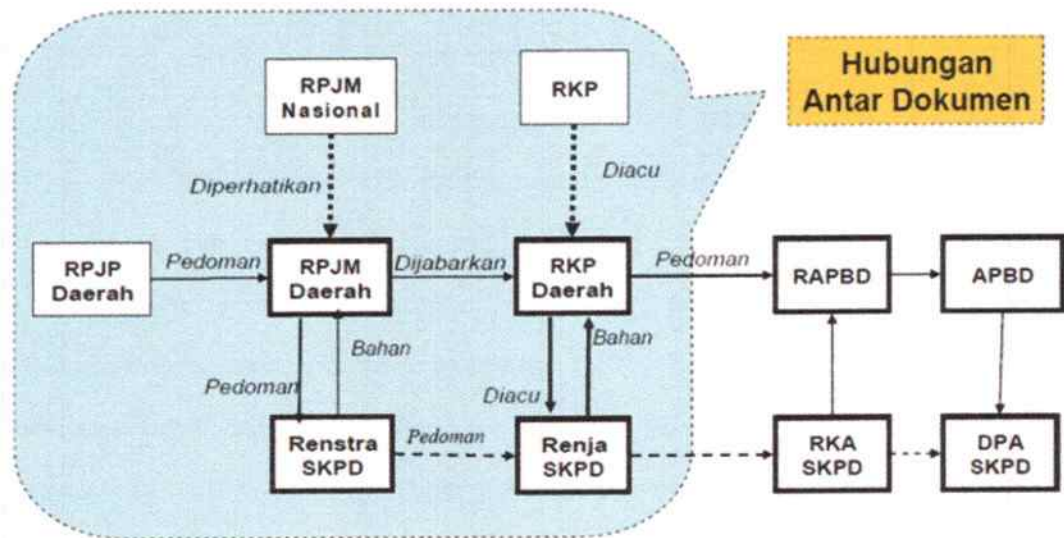 Hubungan
Antar Dokumen
RPJM
Nasional
RKP
Diperhatikan
Diacu
RPJP
Daerah
Pedoman
RPJM
Daerah
Dijabarkan
RKP
Daerah
Pedoman
RAPBD
APBD
Pedoman
Bahan
Diacu
Bahan
Renstra
SKPD
Pedoman
Renja
SKPD
RKA
SKPD
DPA
SKPD